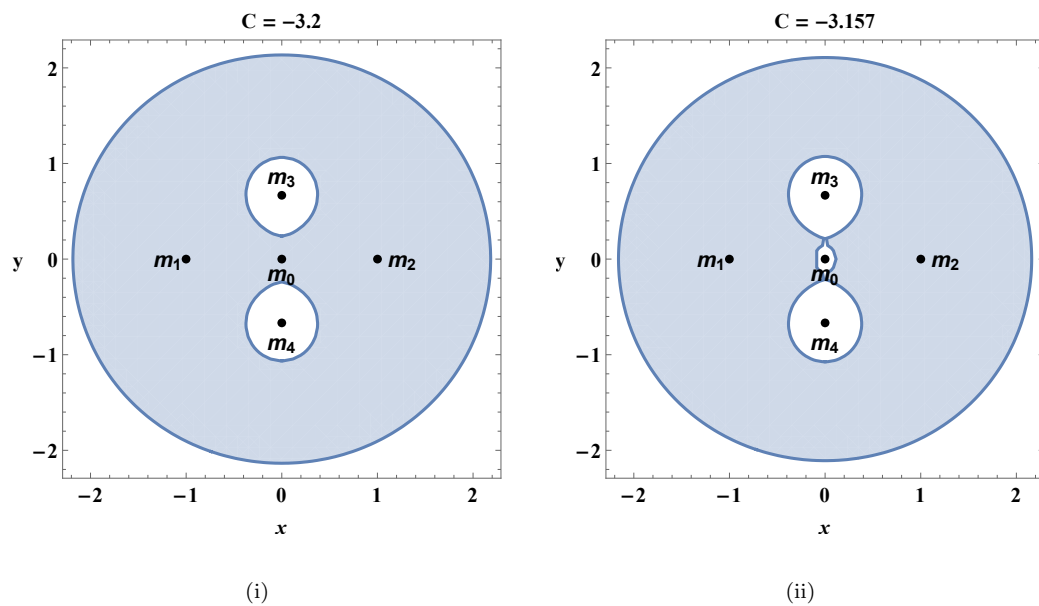 C = −3.2
2
1
0
−1
−2
y
m3
m1
m0
m2
m4
−2 −1 0 1 2
x
(i)
C = −3.157
2
1
0
−1
−2
y
m3
m1
m0
m2
m4
−2 −1 0 1 2
x
(ii)